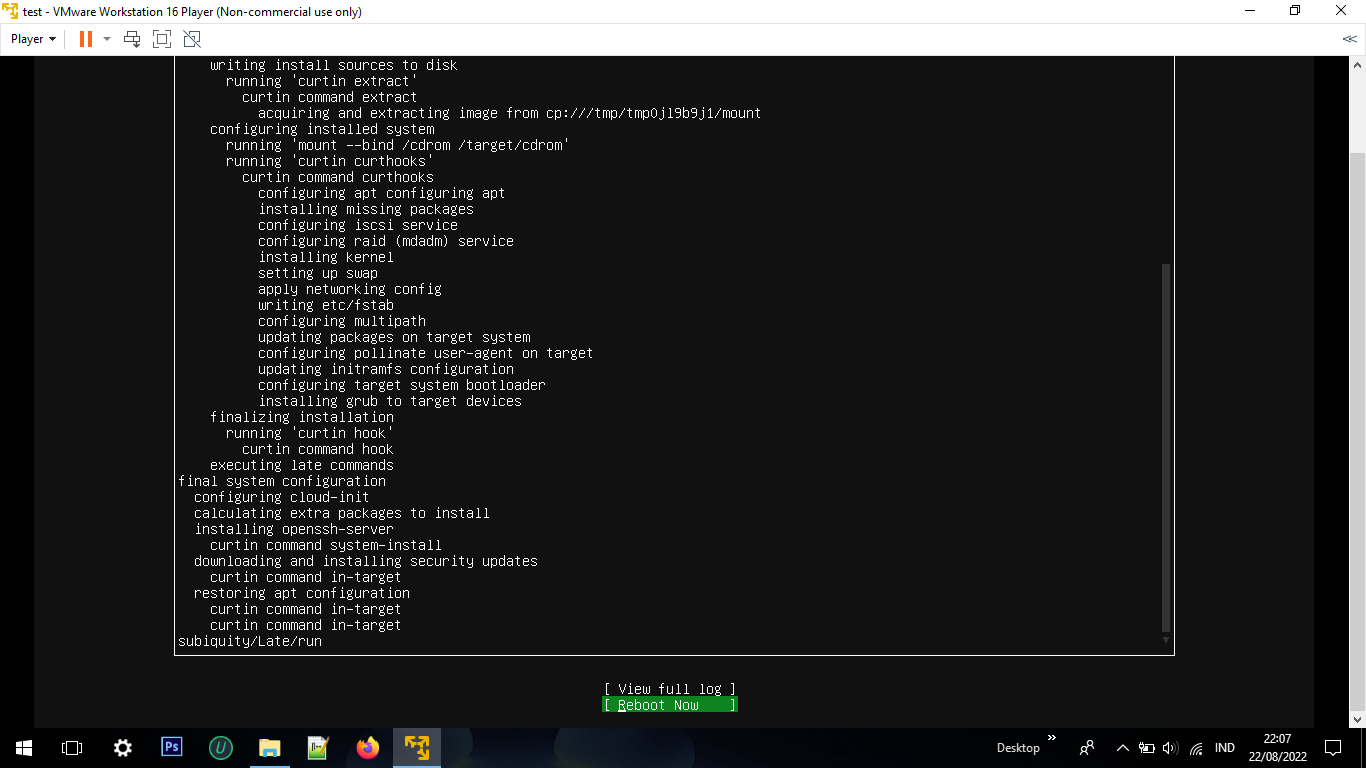 test - VMware Workstation 16 Player (Non-commercial use only)
Player
writing install sources to disk
running 'curtin extract'
curtin command extract
acquiring and extracting image from cp:///tmp/tmp0jl9b9j1/mount
configuring installed system
running 'mount --bind /cdrom /target/cdrom'
running 'curtin curthooks'
curtin command curthooks
configuring apt configuring apt
installing missing packages
configuring iscsi service
configuring raid (mdadm) service
installing kernel
setting up swap
apply networking config
writing etc/fstab
configuring multipath
updating packages on target system
configuring pollinate user-agent on target
updating initramfs configuration
configuring target system bootloader
installing grub to target devices
finalizing installation
running 'curtin hook'
curtin command hook
executing late commands
final system configuration
configuring cloud-init
calculating extra packages to install
installing openssh-server
curtin command system-install
downloading and installing security updates
curtin command in-target
restoring apt configuration
curtin command in-target
curtin command in-target
subiquity/Late/run
[ View full log ]
[ Reboot Now ]
Ps
U
Desktop
IND
22:07
22/08/2022